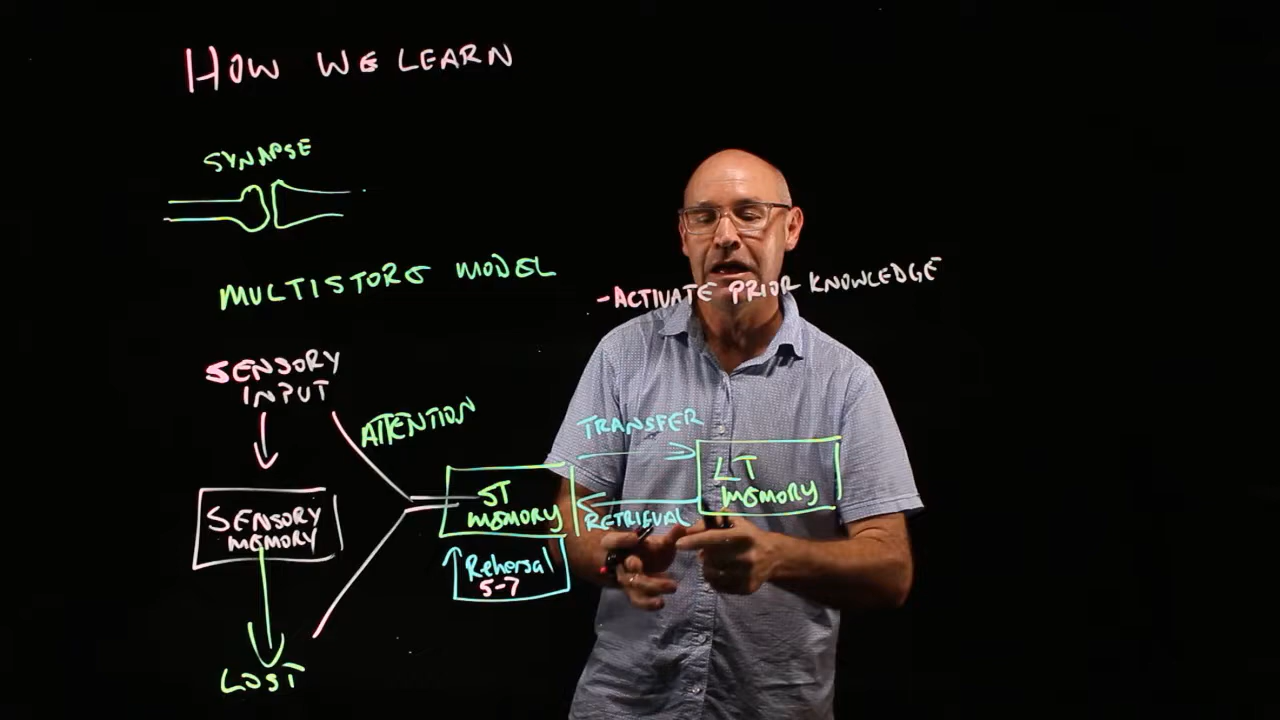 HOW WE LEARN
SYNAPSE
MULTISTORE MODEL
-ACTIVATE PRIOR KNOWLEDGE
SENSORY
INPUT
ATTENTION
TRANSFER
LT
MEMORY
ST
MEMORY
RETRIEVAL
SENSORY
MEMORY
Rehersal
5-7
LOST